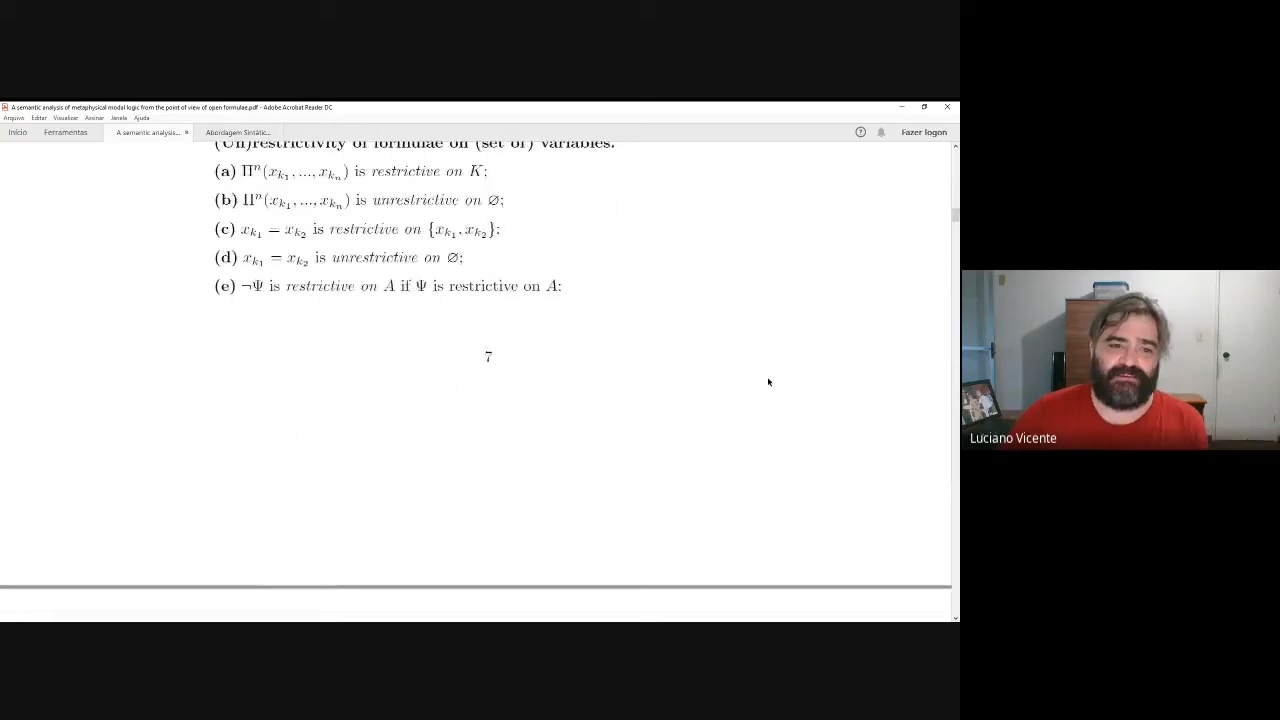 A semantic analysis of metaphysical modal logic from the point of view of open formulae.pdf - Adobe Acrobat Reader DC
Arquivo Editar Visualizar Assinar Janela Ajuda
Início Ferramentas A semantic analysis... × Abordagem Sintátic... Fazer logon
(Un)restrictivity of formulae on (set of) variables.
(a) Πⁿ(x_{k₁}, ..., x_{kₙ}) is restrictive on K;
(b) Πⁿ(x_{k₁}, ..., x_{kₙ}) is unrestrictive on ∅;
(c) x_{k₁} = x_{k₂} is restrictive on {x_{k₁}, x_{k₂}};
(d) x_{k₁} = x_{k₂} is unrestrictive on ∅;
(e) ¬Ψ is restrictive on A if Ψ is restrictive on A;
7
Luciano Vicente